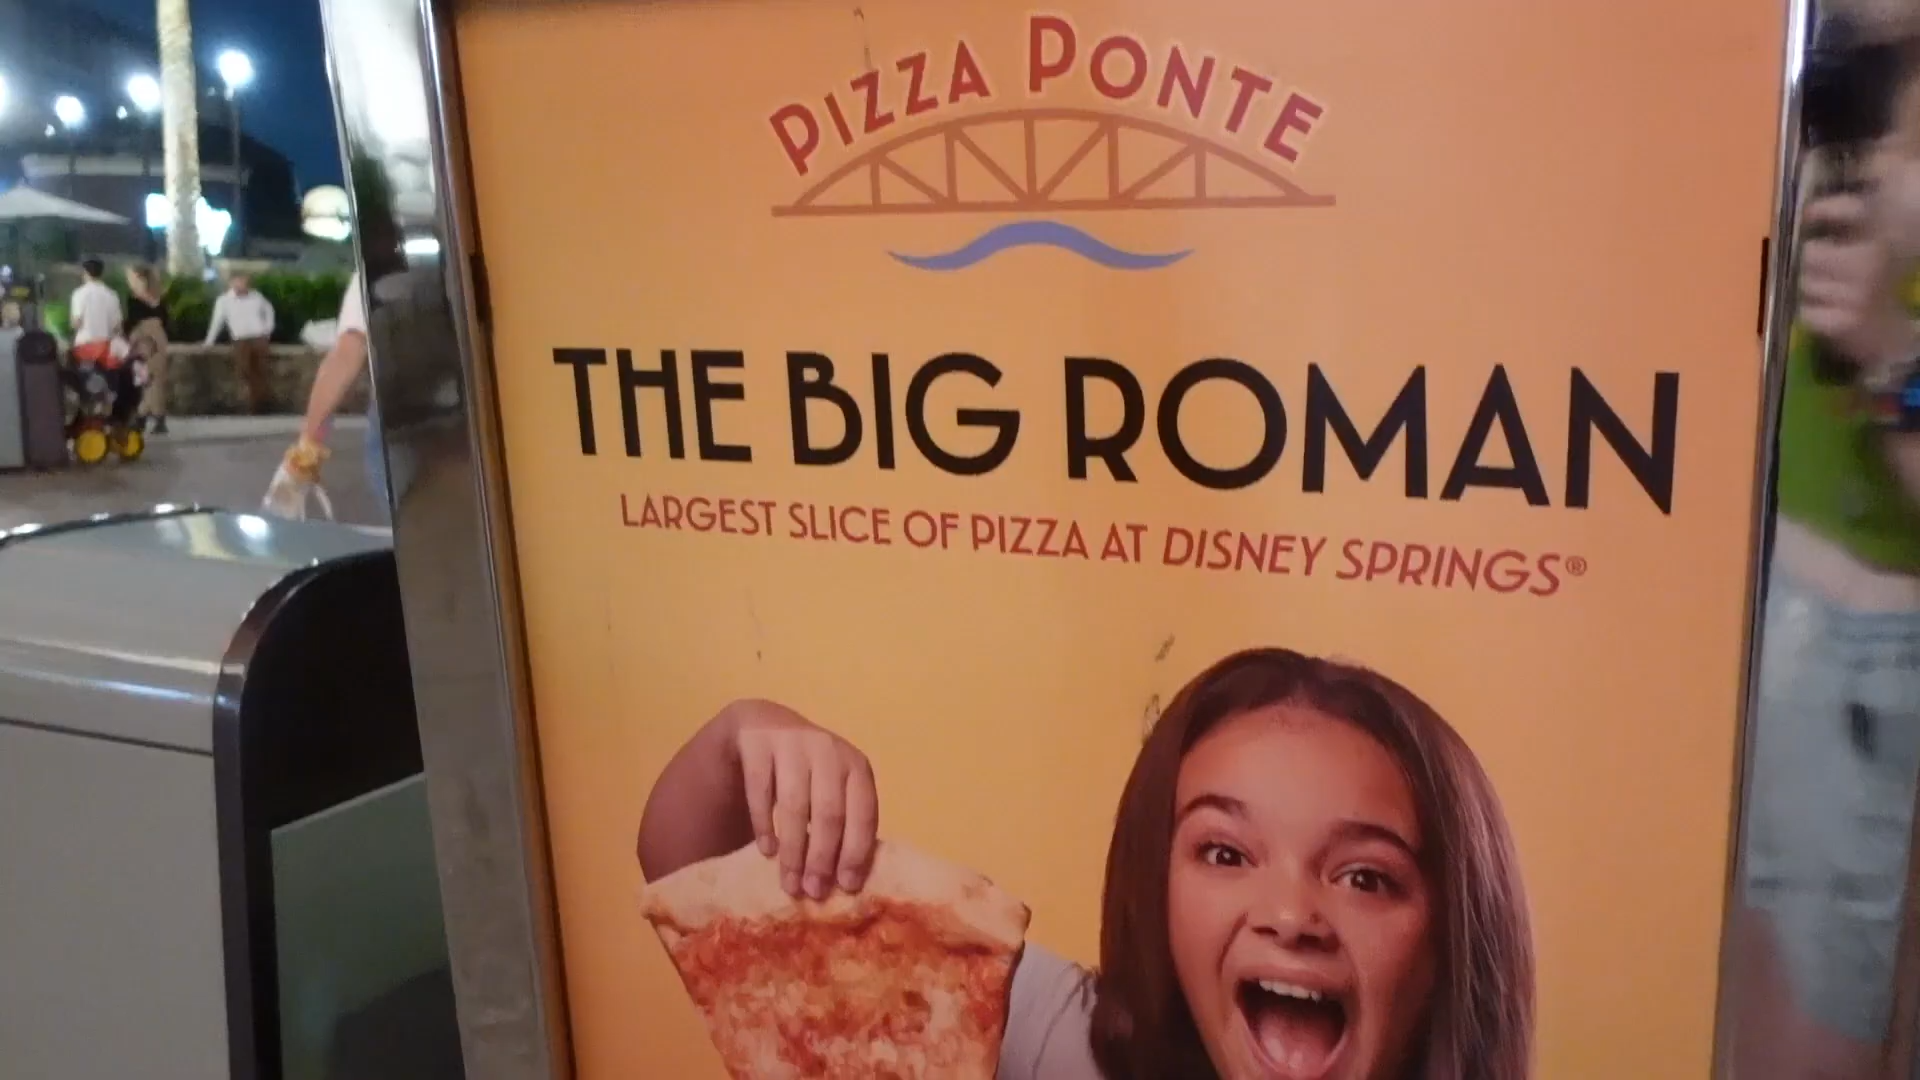 PIZZA PONTE
THE BIG ROMAN
LARGEST SLICE OF PIZZA AT DISNEY SPRINGS®